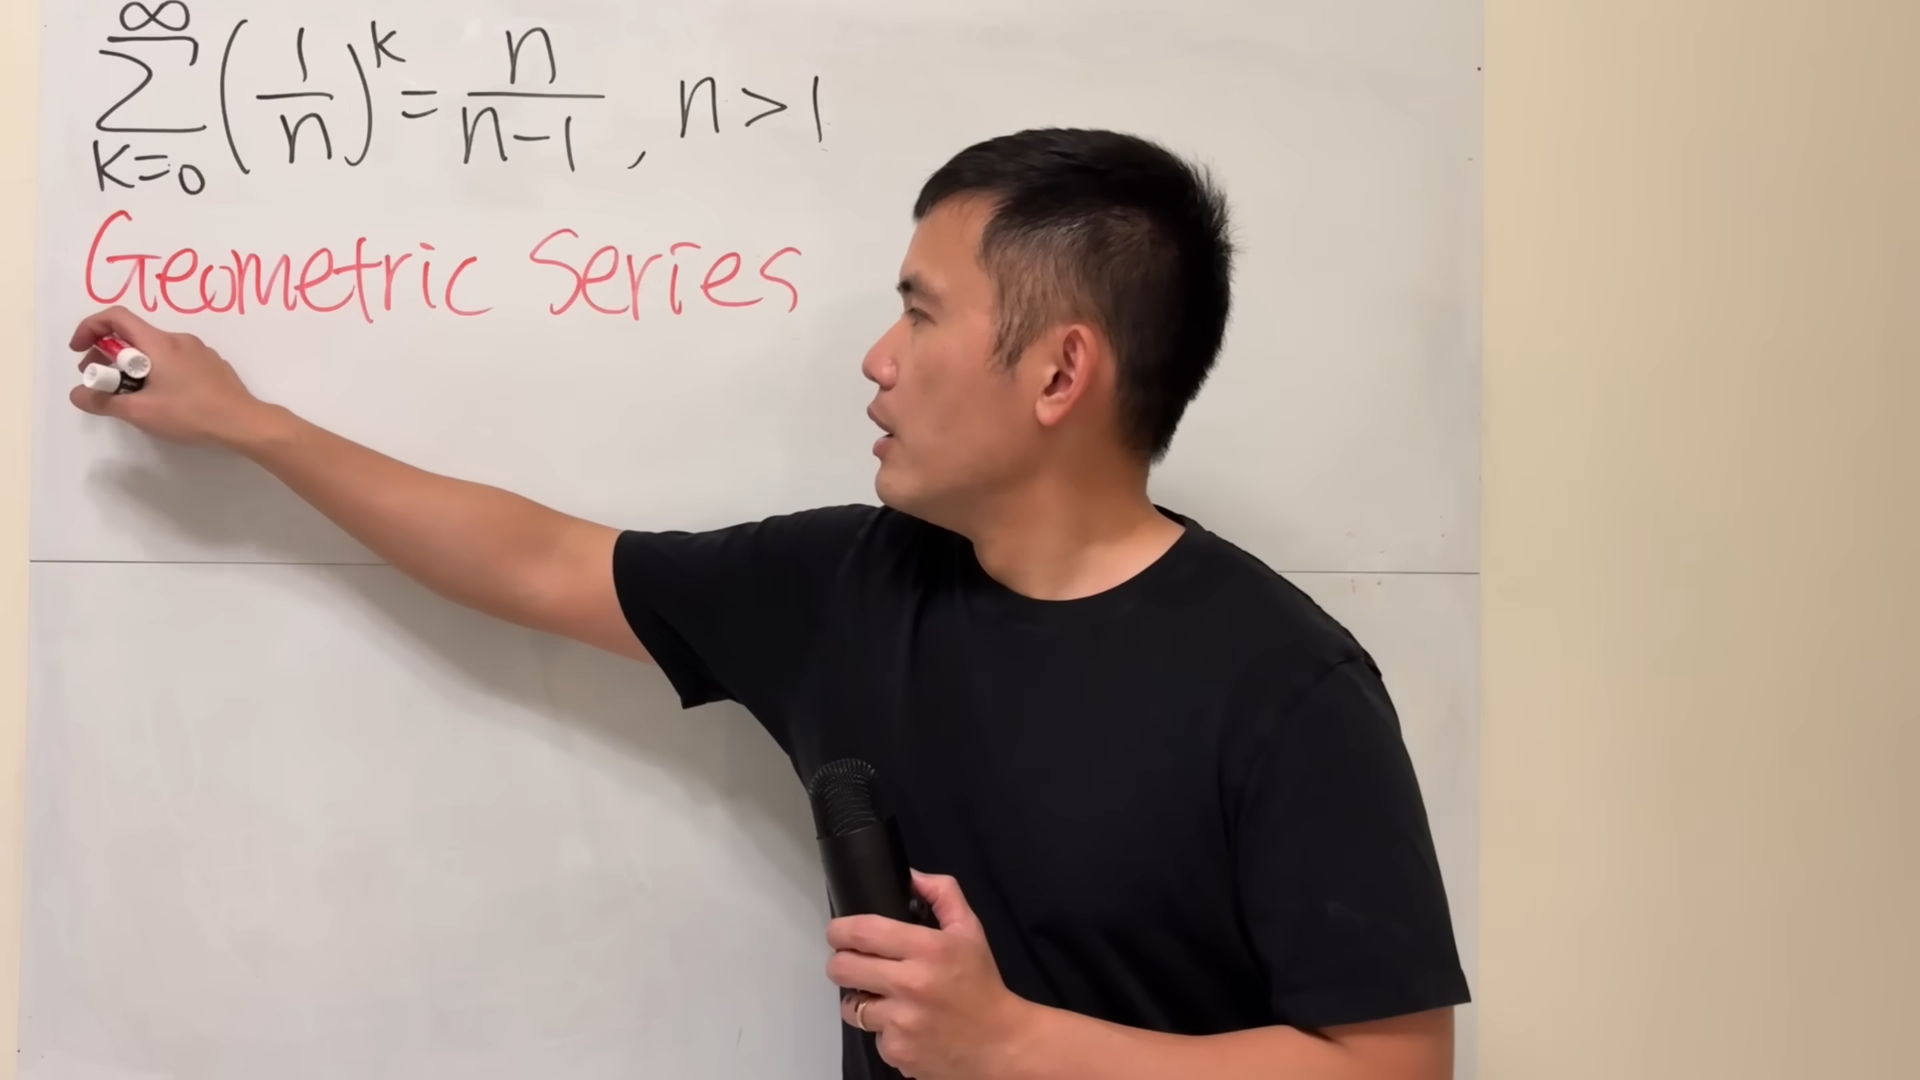 ∑_{k=0}^{∞} (1/n)^k = n/(n-1), n>1
Geometric Series